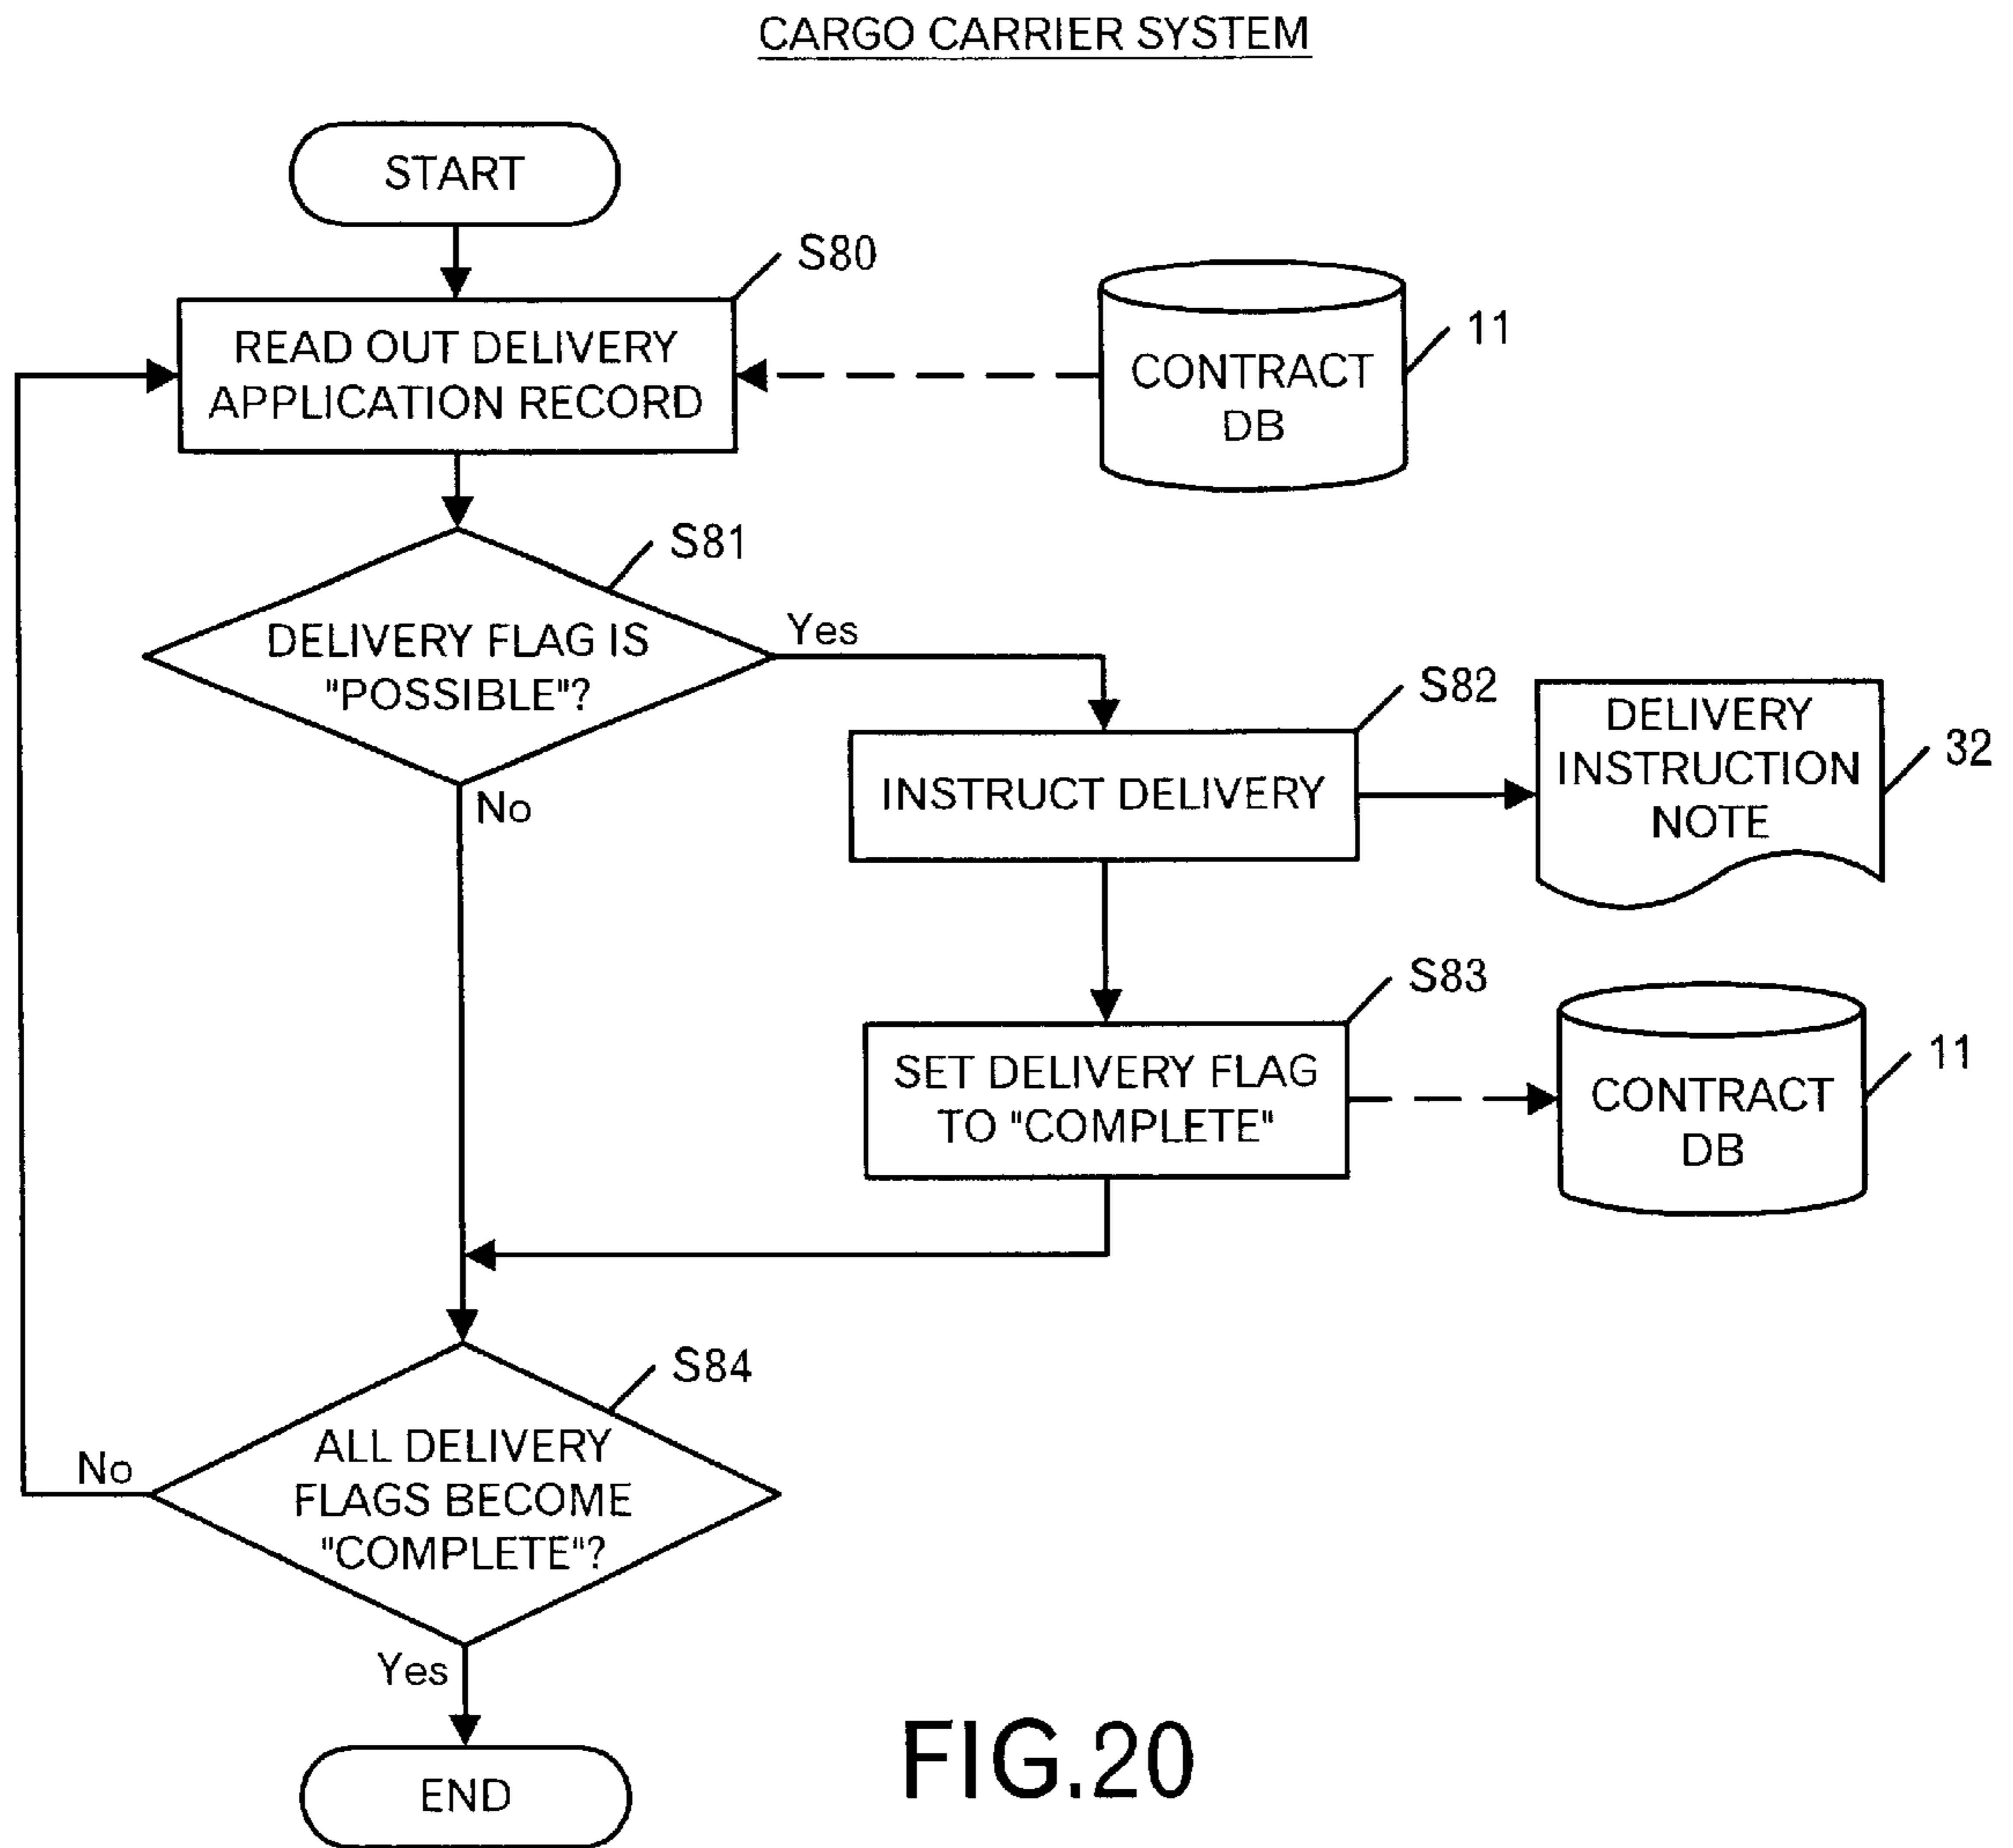 CARGO CARRIER SYSTEM
START
S80
READ OUT DELIVERY
APPLICATION RECORD
CONTRACT
DB
11
S81
DELIVERY FLAG IS
"POSSIBLE"?
Yes
No
S82
INSTRUCT DELIVERY
DELIVERY
INSTRUCTION
NOTE
32
S83
SET DELIVERY FLAG
TO "COMPLETE"
CONTRACT
DB
11
S84
ALL DELIVERY
FLAGS BECOME
"COMPLETE"?
No
Yes
END
FIG.20